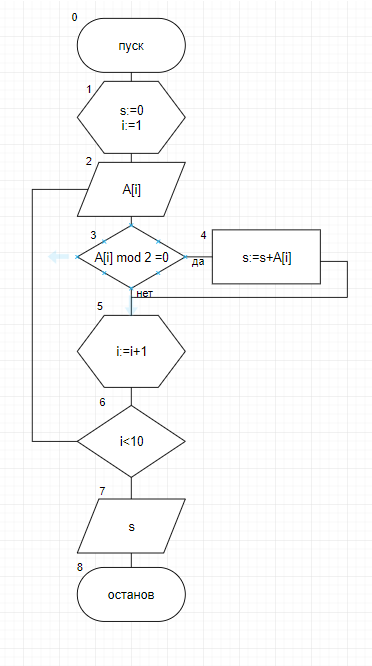 0
пуск
1
s:=0
i:=1
2
A[i]
3
A[i] mod 2 =0
да
4
s:=s+A[i]
нет
5
i:=i+1
6
i<10
7
s
8
останов